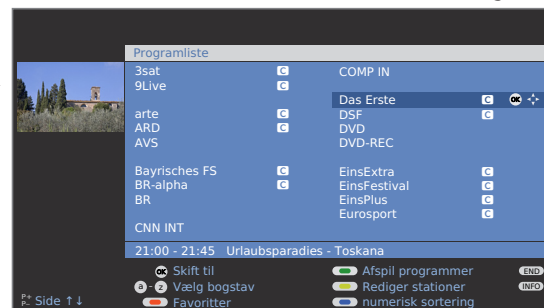 Programliste
3sat C
9Live C
arte C
ARD C
AVS
Bayrisches FS C
BR-alpha C
BR
CNN INT
COMP IN
Das Erste C OK
DSF C
DVD
DVD-REC
EinsExtra C
EinsFestival C
EinsPlus C
Eurosport C
21:00 - 21:45 Urlaubsparadies - Toskana
OK Skift til
a - z Vælg bogstav
Favoritter
Afspil programmer END
Rediger stationer INFO
numerisk sortering
P+ P– Side ↑↓